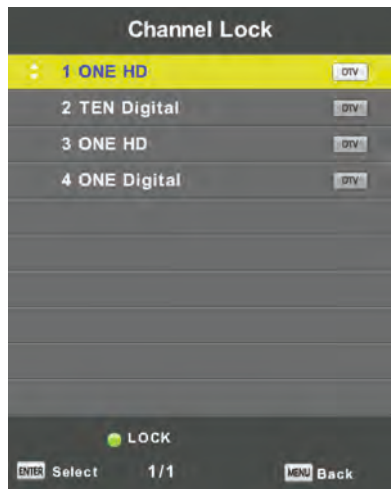 Channel Lock
1 ONE HD DTV
2 TEN Digital DTV
3 ONE HD DTV
4 ONE Digital DTV
LOCK
ENTER Select 1/1 MENU Back